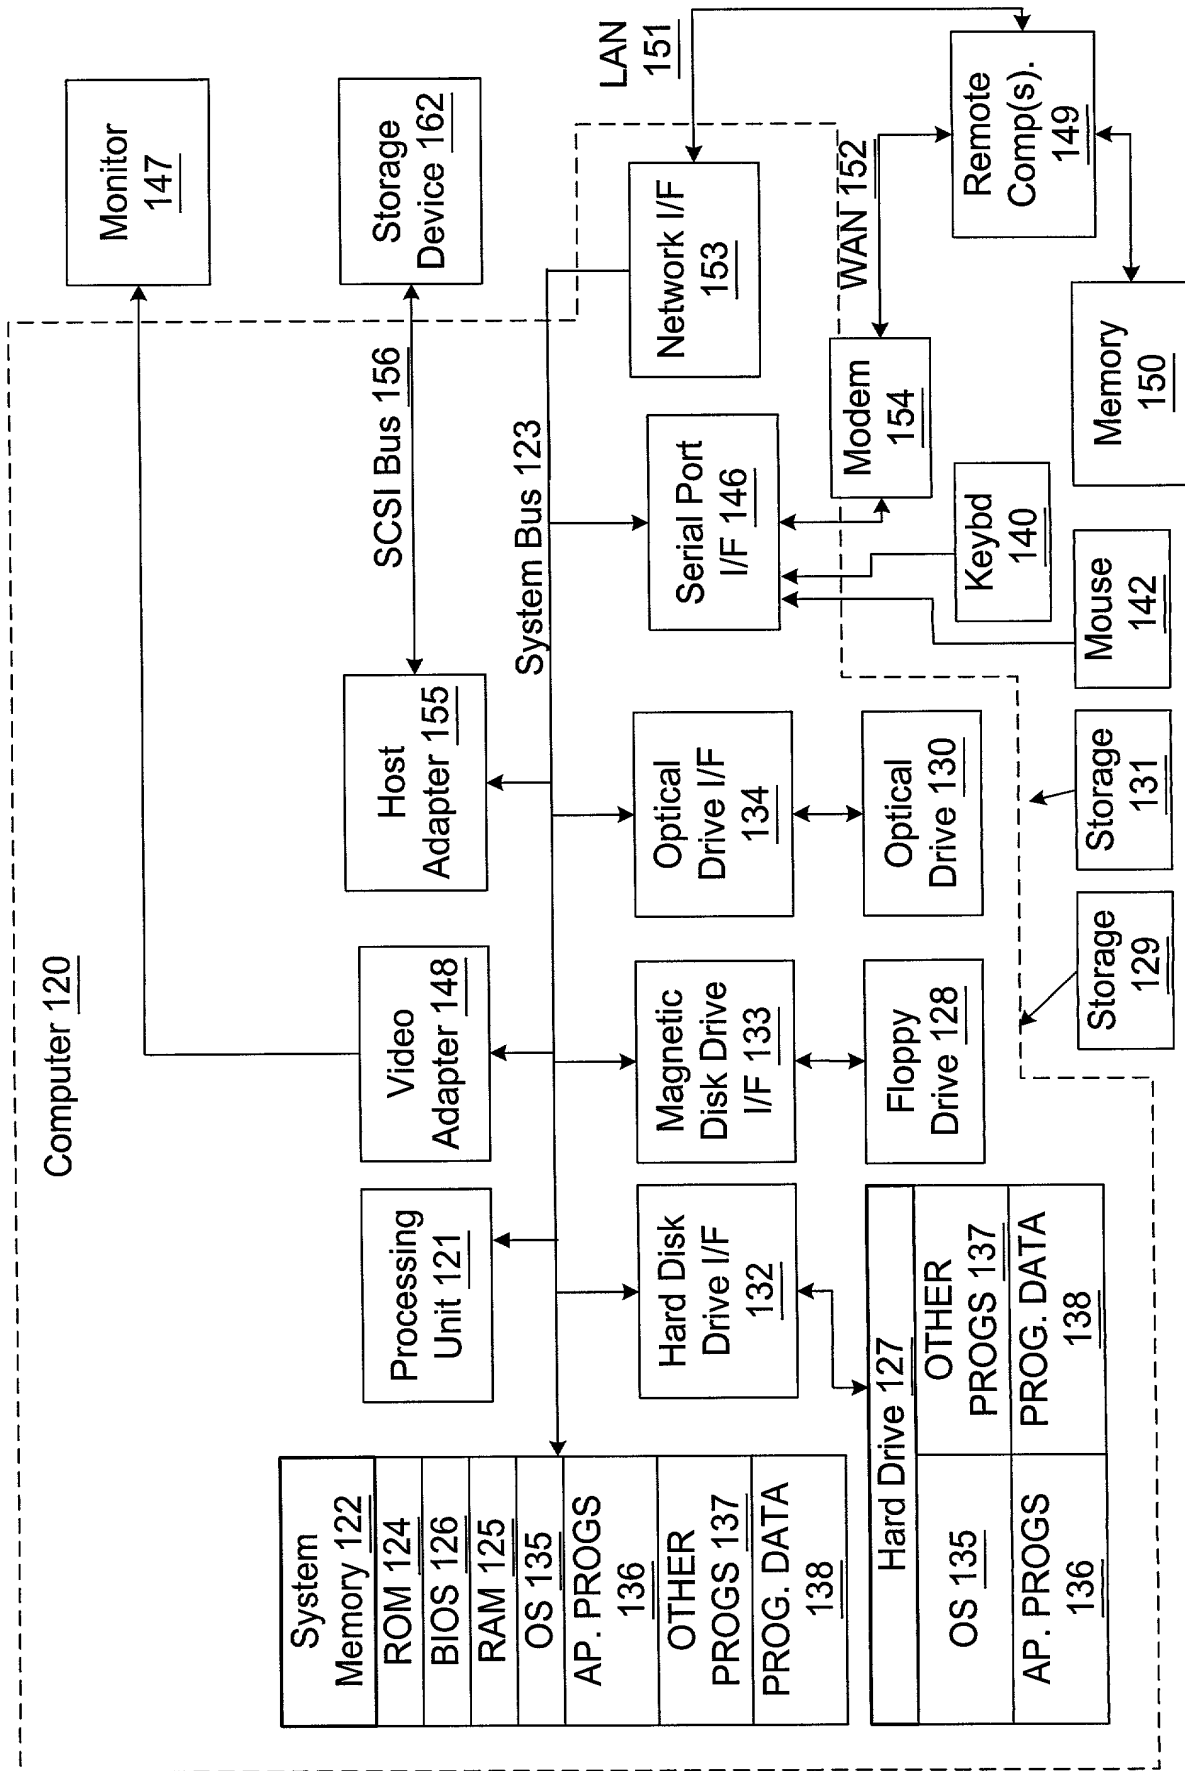 Computer 120
Monitor
147
Storage
Device 162
SCSI Bus 156
System
Memory 122
ROM 124
BIOS 126
RAM 125
OS 135
AP. PROGS
136
OTHER
PROGS 137
PROG. DATA
138
Processing
Unit 121
Video
Adapter 148
Host
Adapter 155
System Bus 123
Hard Disk
Drive I/F
132
Magnetic
Disk Drive
I/F 133
Optical
Drive I/F
134
Serial Port
I/F 146
Network I/F
153
LAN
151
Hard Drive 127
OS 135
OTHER
PROGS 137
AP. PROGS
136
PROG. DATA
138
Floppy
Drive 128
Optical
Drive 130
Modem
154
WAN 152
Remote
Comp(s).
149
Storage
129
Storage
131
Mouse
142
Keybd
140
Memory
150